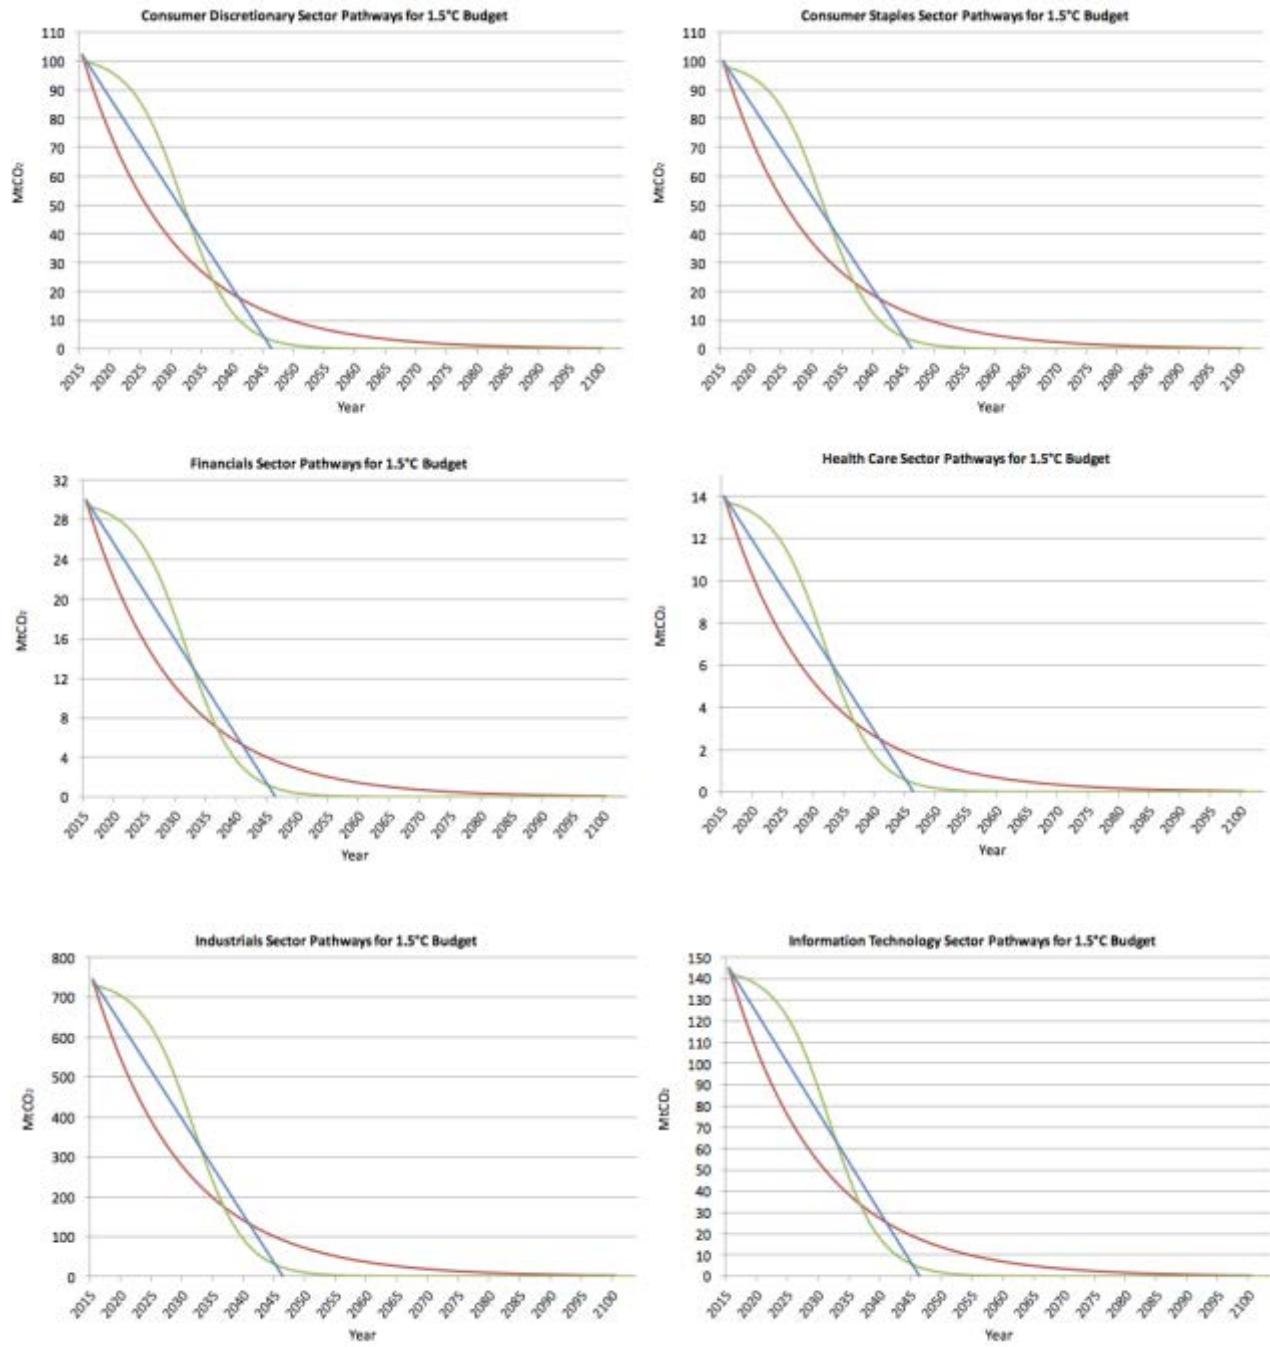 Consumer Discretionary Sector Pathways for 1.5°C Budget
110
100
90
80
70
60
50
40
30
20
10
0
MtCO₂
2015 2020 2025 2030 2035 2040 2045 2050 2055 2060 2065 2070 2075 2080 2085 2090 2095 2100
Year
Consumer Staples Sector Pathways for 1.5°C Budget
110
100
90
80
70
60
50
40
30
20
10
0
MtCO₂
2015 2020 2025 2030 2035 2040 2045 2050 2055 2060 2065 2070 2075 2080 2085 2090 2095 2100
Year
Financials Sector Pathways for 1.5°C Budget
32
28
24
20
16
12
8
4
0
MtCO₂
2015 2020 2025 2030 2035 2040 2045 2050 2055 2060 2065 2070 2075 2080 2085 2090 2095 2100
Year
Health Care Sector Pathways for 1.5°C Budget
14
12
10
8
6
4
2
0
MtCO₂
2015 2020 2025 2030 2035 2040 2045 2050 2055 2060 2065 2070 2075 2080 2085 2090 2095 2100
Year
Industrials Sector Pathways for 1.5°C Budget
800
700
600
500
400
300
200
100
0
MtCO₂
2015 2020 2025 2030 2035 2040 2045 2050 2055 2060 2065 2070 2075 2080 2085 2090 2095 2100
Year
Information Technology Sector Pathways for 1.5°C Budget
150
140
130
120
110
100
90
80
70
60
50
40
30
20
10
0
MtCO₂
2015 2020 2025 2030 2035 2040 2045 2050 2055 2060 2065 2070 2075 2080 2085 2090 2095 2100
Year